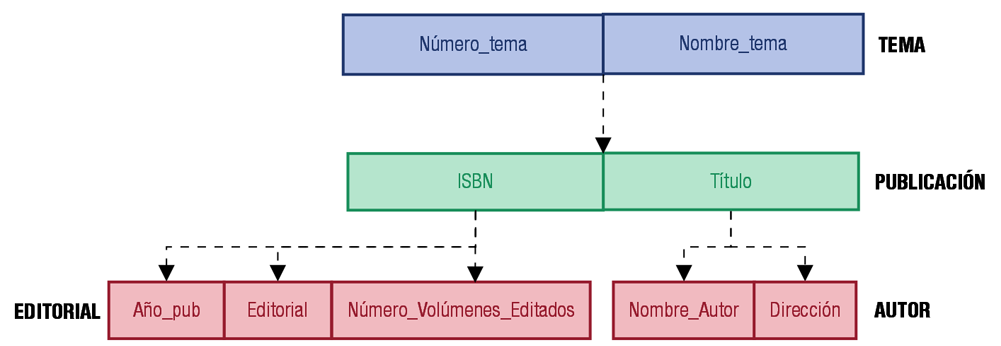 Número_tema Nombre_tema TEMA
ISBN Título PUBLICACIÓN
EDITORIAL Año_pub Editorial Número_Volúmenes_Editados Nombre_Autor Dirección AUTOR